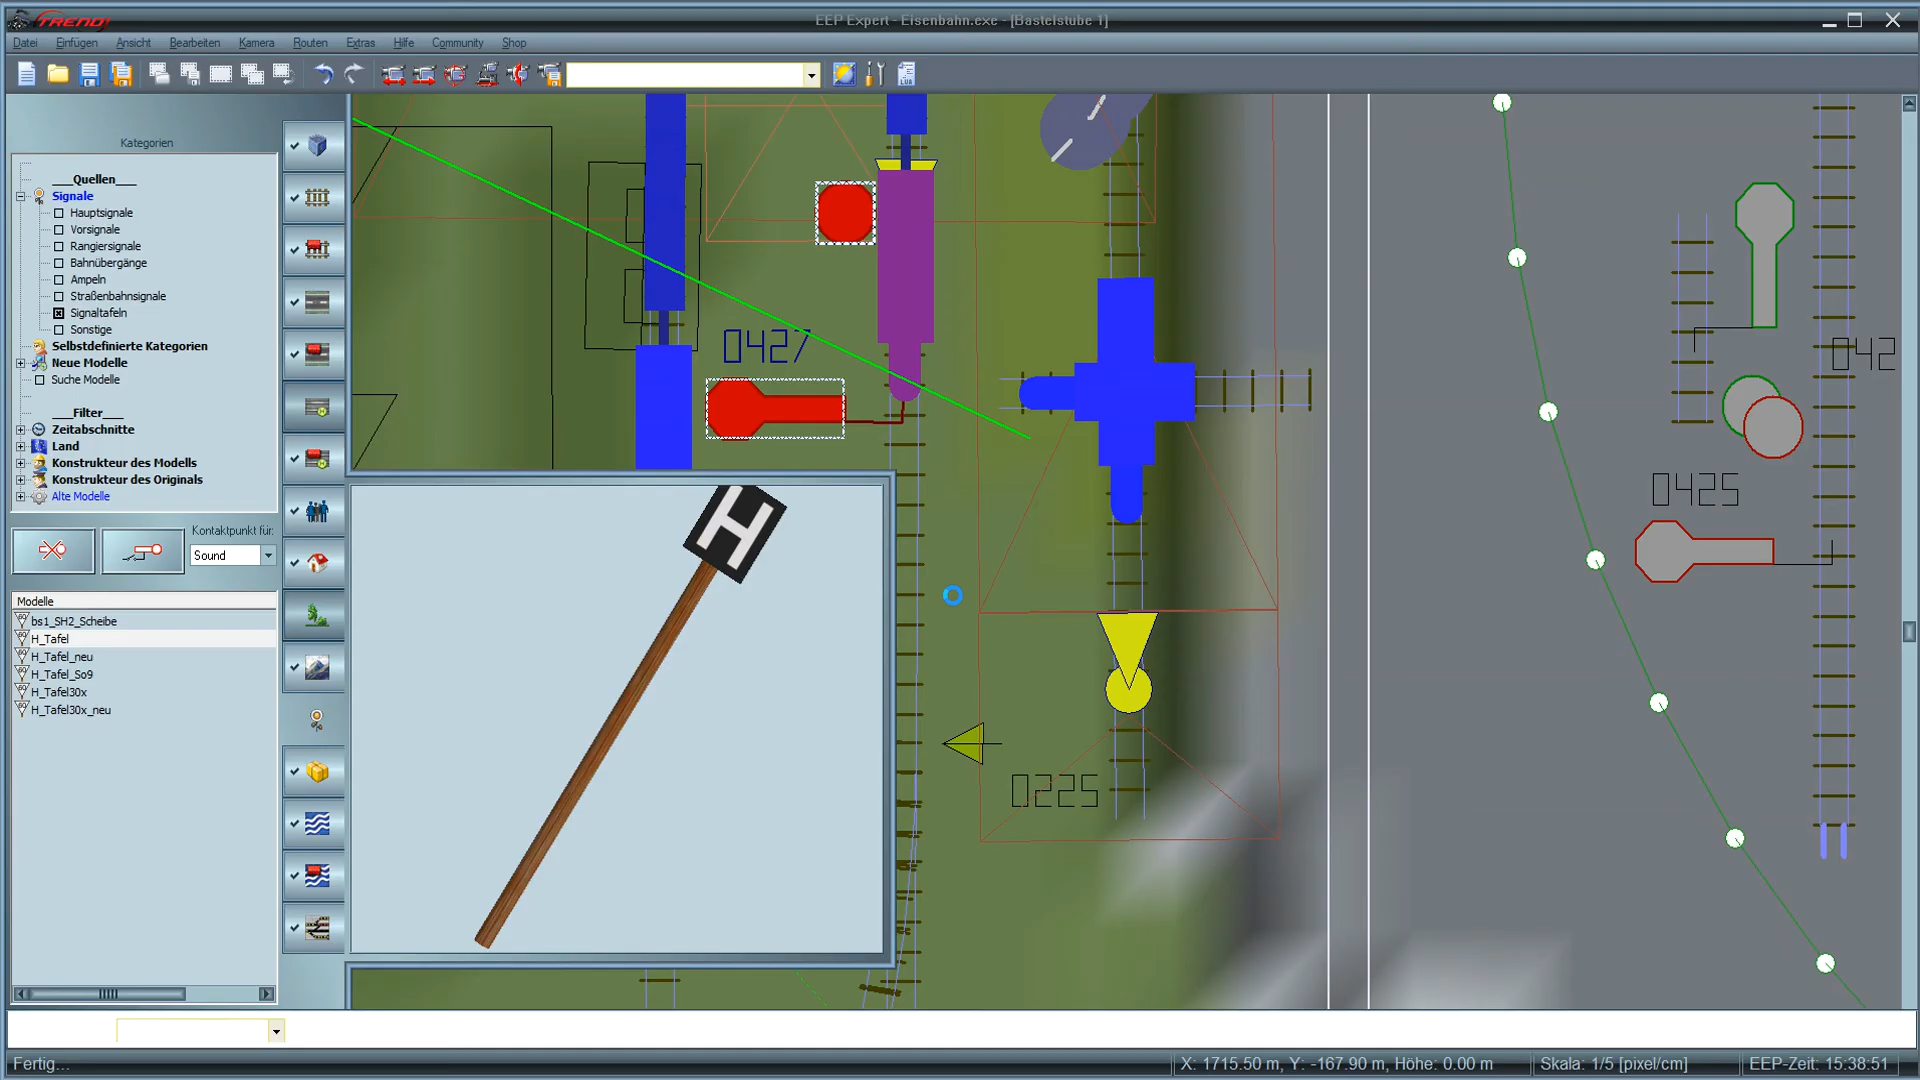 TREND!
EEP Expert - Eisenbahn.exe - [Bastelstube 1]
Datei Einfügen Ansicht Bearbeiten Kamera Routen Extras Hilfe Community Shop
LUA
Kategorien
___Quellen___
Signale
Hauptsignale
Vorsignale
Rangiersignale
Bahnübergänge
Ampeln
Straßenbahnsignale
Signaltafeln
Sonstige
Selbstdefinierte Kategorien
Neue Modelle
Suche Modelle
___Filter___
Zeitabschnitte
Land
Konstrukteur des Modells
Konstrukteur des Originals
Alte Modelle
Kontaktpunkt für:
Sound
Modelle
bs1_SH2_Scheibe
H_Tafel
H_Tafel_neu
H_Tafel_So9
H_Tafel30x
H_Tafel30x_neu
0427
042
0425
H
0225
Fertig...
X: 1715.50 m, Y: -167.90 m, Höhe: 0.00 m
Skala: 1/5 [pixel/cm]
EEP-Zeit: 15:38:51